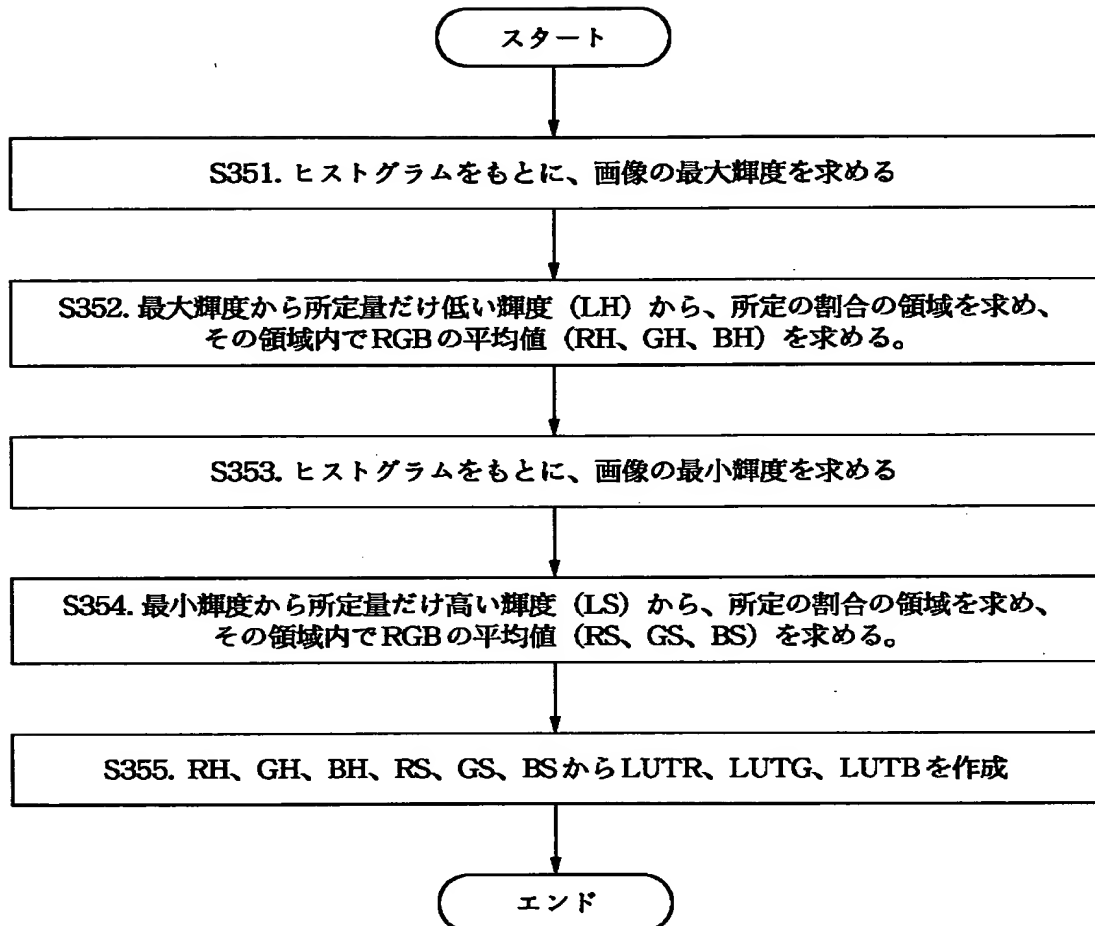 スタート
S351. ヒストグラムをもとに、画像の最大輝度を求める
S352. 最大輝度から所定量だけ低い輝度（LH）から、所定の割合の領域を求め、
その領域内でRGBの平均値（RH、GH、BH）を求める。
S353. ヒストグラムをもとに、画像の最小輝度を求める
S354. 最小輝度から所定量だけ高い輝度（LS）から、所定の割合の領域を求め、
その領域内でRGBの平均値（RS、GS、BS）を求める。
S355. RH、GH、BH、RS、GS、BSからLUTR、LUTG、LUTBを作成
エンド